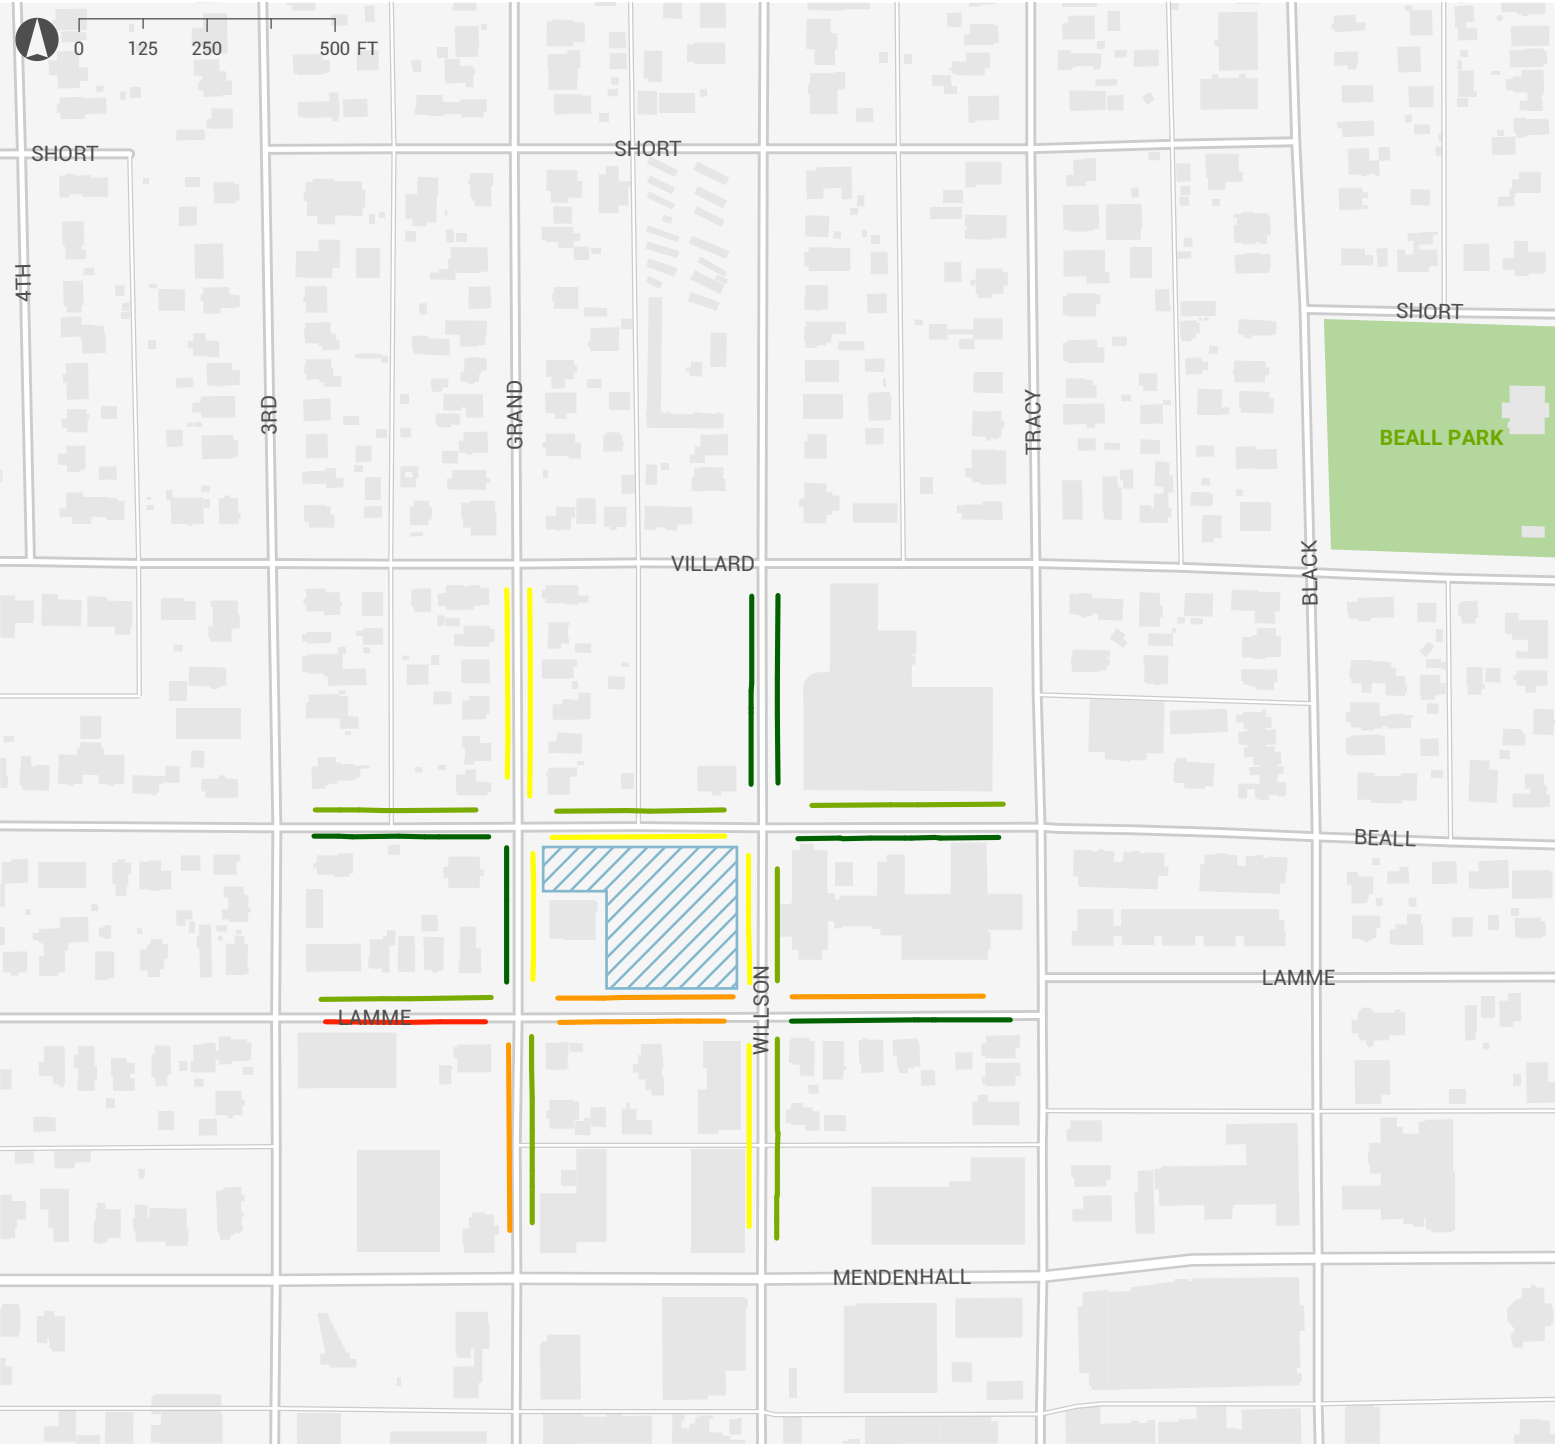 0 125 250 500 FT
SHORT
SHORT
4TH
SHORT
3RD
GRAND
TRACY
BEALL PARK
VILLARD
BLACK
BEALL
LAMME
WILLSON
LAMME
MENDENHALL